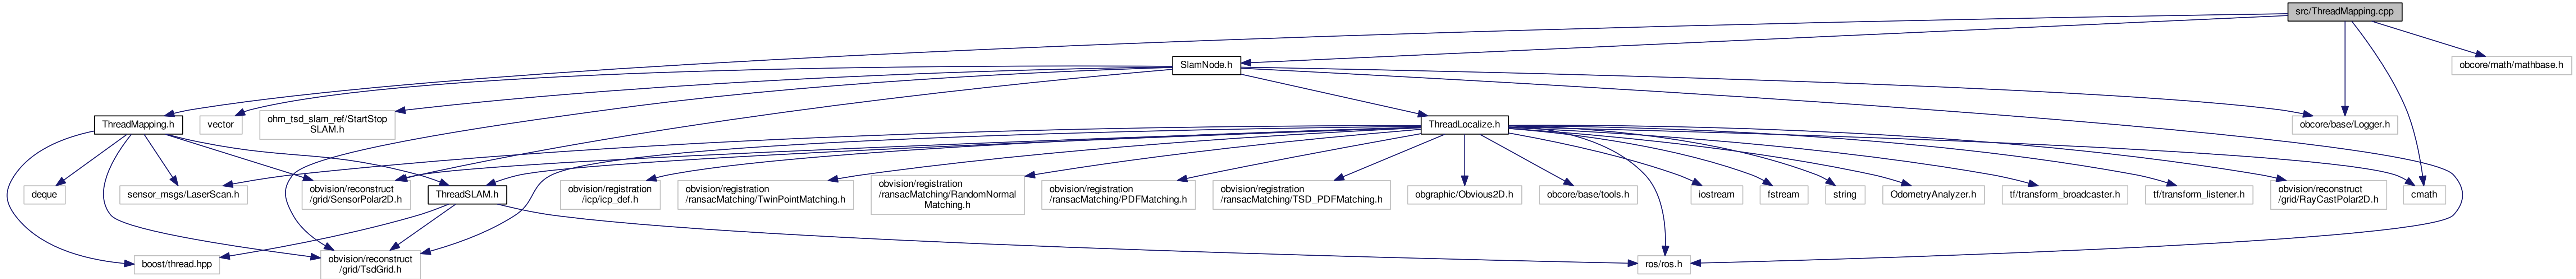 src/ThreadMapping.cpp
SlamNode.h
obcore/math/mathbase.h
ThreadMapping.h
vector
ohm_tsd_slam_ref/StartStop
SLAM.h
ThreadLocalize.h
obcore/base/Logger.h
deque
sensor_msgs/LaserScan.h
obvision/reconstruct
/grid/SensorPolar2D.h
ThreadSLAM.h
obvision/registration
/icp/icp_def.h
obvision/registration
/ransacMatching/TwinPointMatching.h
obvision/registration
/ransacMatching/RandomNormal
Matching.h
obvision/registration
/ransacMatching/PDFMatching.h
obvision/registration
/ransacMatching/TSD_PDFMatching.h
obgraphic/Obvious2D.h
obcore/base/tools.h
iostream
fstream
string
OdometryAnalyzer.h
tf/transform_broadcaster.h
tf/transform_listener.h
obvision/reconstruct
/grid/RayCastPolar2D.h
cmath
boost/thread.hpp
obvision/reconstruct
/grid/TsdGrid.h
ros/ros.h